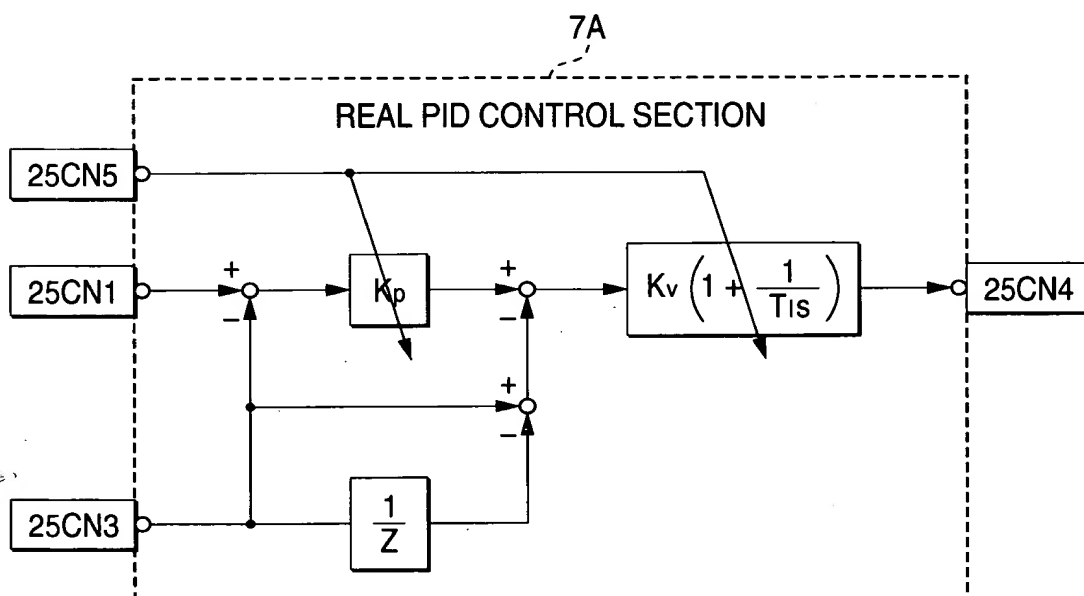 7A
REAL PID CONTROL SECTION
25CN5
25CN1
+
−
Kp
+
−
Kv (1 + 1/TIs)
25CN4
+
−
25CN3
1/Z